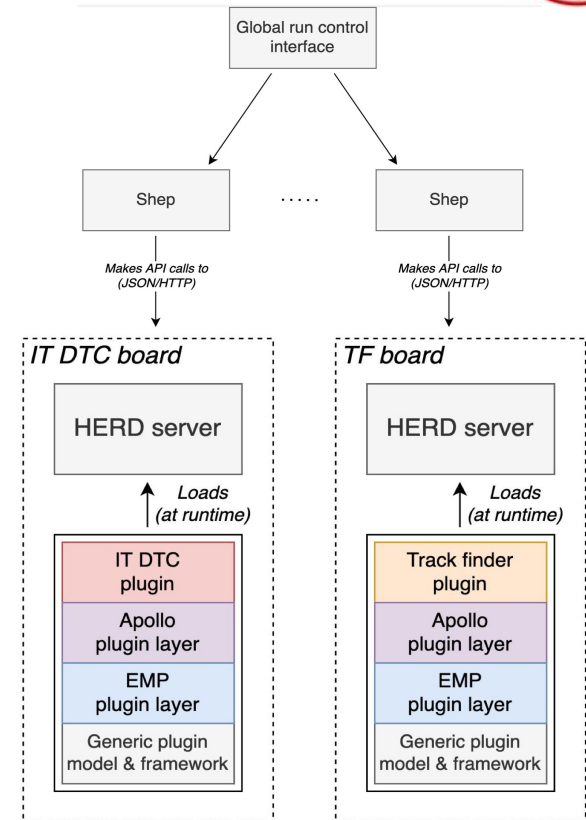 Global run control
interface
Shep
.....
Shep
Makes API calls to
(JSON/HTTP)
Makes API calls to
(JSON/HTTP)
IT DTC board
HERD server
Loads
(at runtime)
IT DTC
plugin
Apollo
plugin layer
EMP
plugin layer
Generic plugin
model & framework
TF board
HERD server
Loads
(at runtime)
Track finder
plugin
Apollo
plugin layer
EMP
plugin layer
Generic plugin
model & framework